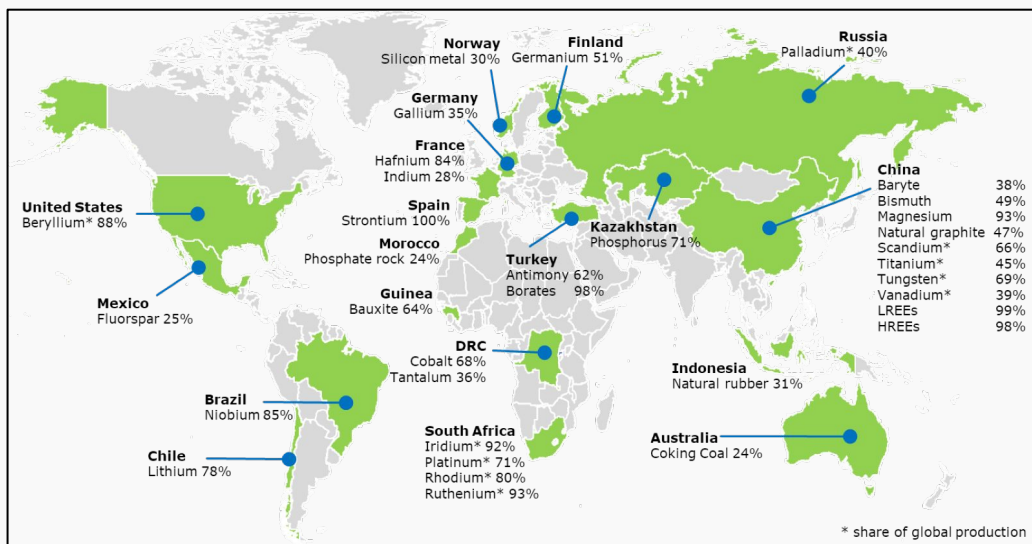 Norway
Silicon metal 30%
Finland
Germanium 51%
Russia
Palladium* 40%
Germany
Gallium 35%
France
Hafnium 84%
Indium 28%
Spain
Strontium 100%
Morocco
Phosphate rock 24%
United States
Beryllium* 88%
Mexico
Fluorspar 25%
Guinea
Bauxite 64%
Turkey
Antimony 62%
Borates 98%
Kazakhstan
Phosphorus 71%
China
Baryte 38%
Bismuth 49%
Magnesium 93%
Natural graphite 47%
Scandium* 66%
Titanium* 45%
Tungsten* 69%
Vanadium* 39%
LREEs 99%
HREEs 98%
DRC
Cobalt 68%
Tantalum 36%
Brazil
Niobium 85%
Chile
Lithium 78%
South Africa
Iridium* 92%
Platinum* 71%
Rhodium* 80%
Ruthenium* 93%
Indonesia
Natural rubber 31%
Australia
Coking Coal 24%
* share of global production